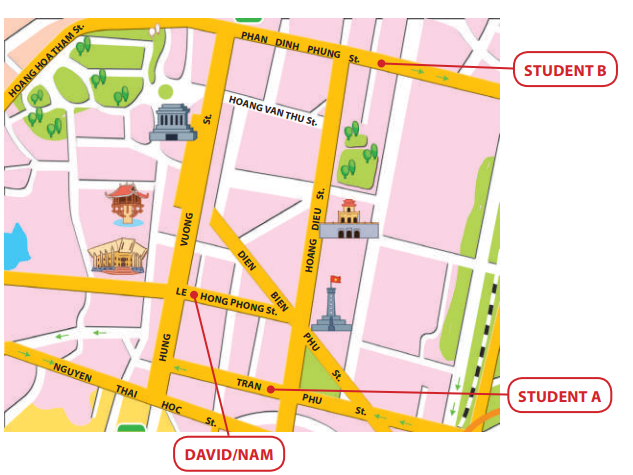 HOANG HOA THAM St.
PHAN DINH PHUNG St.
STUDENT B
HOANG VAN THU St.
HUNG VUONG St.
HOANG DIEU St.
DIEN BIEN PHU St.
LE HONG PHONG St.
NGUYEN THAI HOC St.
TRAN PHU St.
STUDENT A
DAVID/NAM